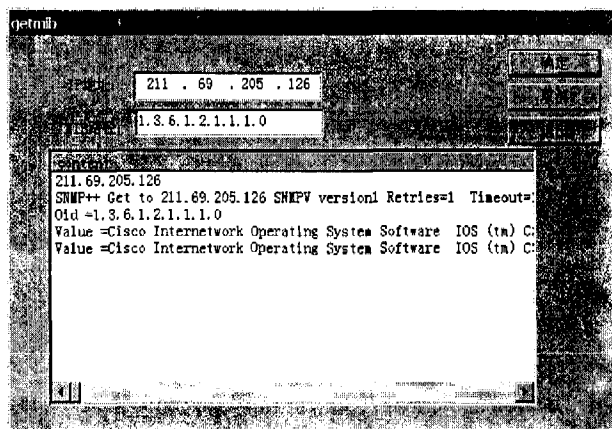 getmib
确定
211 . 69 . 205 . 126
1.3.6.1.2.1.1.1.0
211.69.205.126
SNMP++ Get to 211.69.205.126 SNMPV version1 Retries=1 Timeout=
Oid =1.3.6.1.2.1.1.1.0
Value =Cisco Internetwork Operating System Software IOS (tm) C
Value =Cisco Internetwork Operating System Software IOS (tm) C